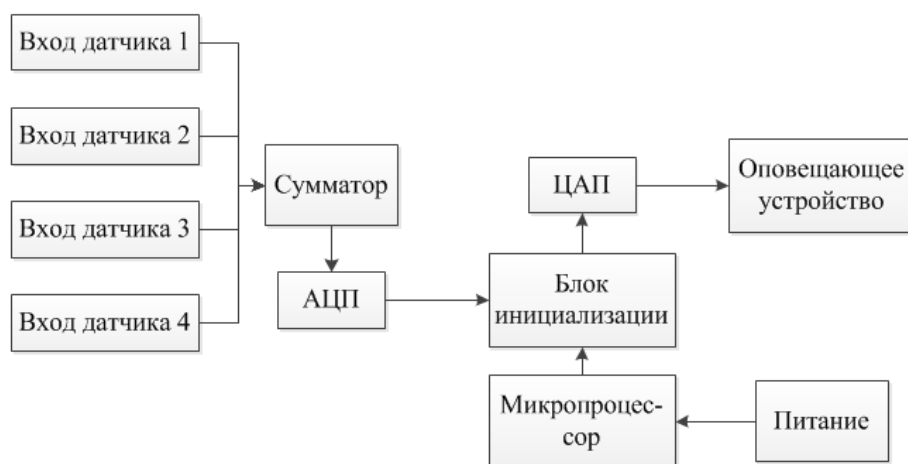 Вход датчика 1
Вход датчика 2
Вход датчика 3
Вход датчика 4
Сумматор
АЦП
ЦАП
Оповещающее
устройство
Блок
инициализации
Микропроцес-
сор
Питание